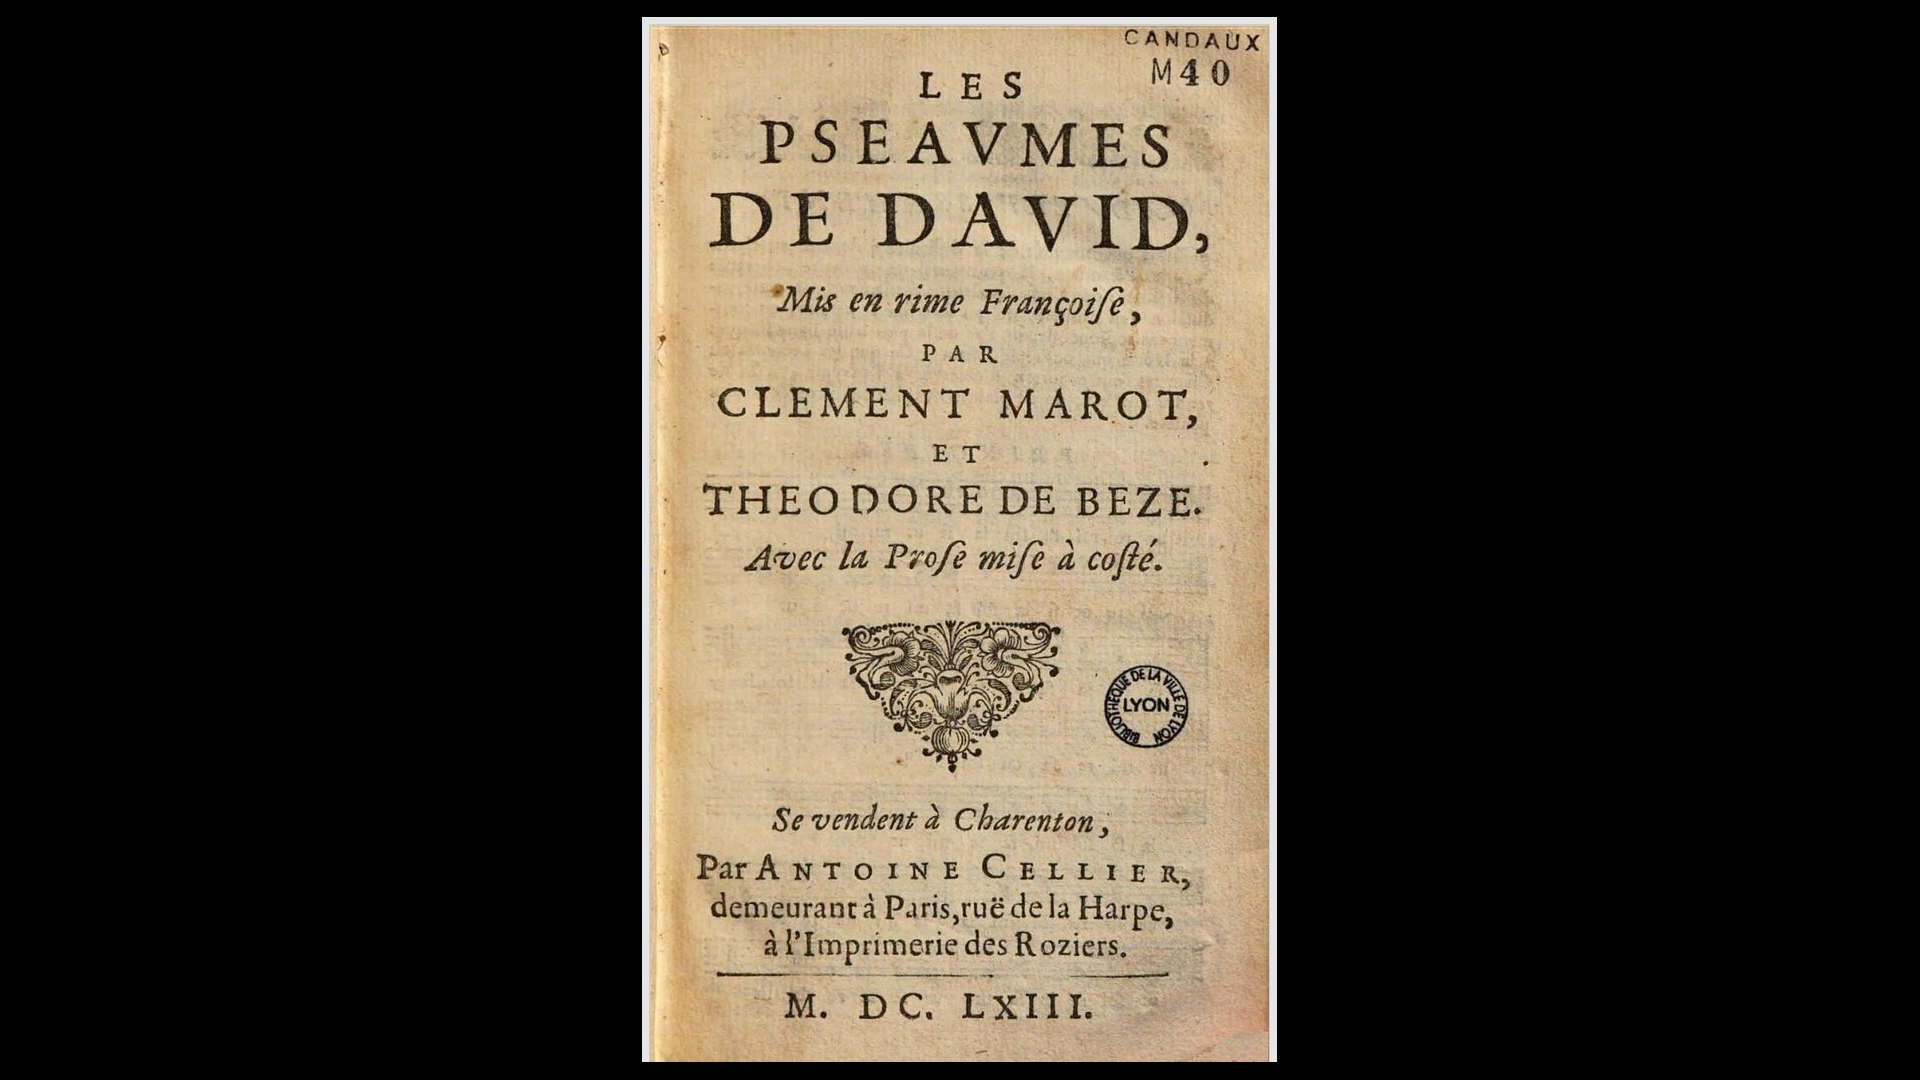 CANDAUX
M40
LES
PSEAVMES
DE DAVID,
Mis en rime Françoiſe,
PAR
CLEMENT MAROT,
ET
THEODORE DE BEZE.
Avec la Proſe miſe à coſté.
BIBLIOTHEQUE DE LA VILLE DE LYON
LYON
Se vendent à Charenton,
Par ANTOINE CELLIER,
demeurant à Paris, ruë de la Harpe,
à l'Imprimerie des Roziers.
M. DC. LXIII.